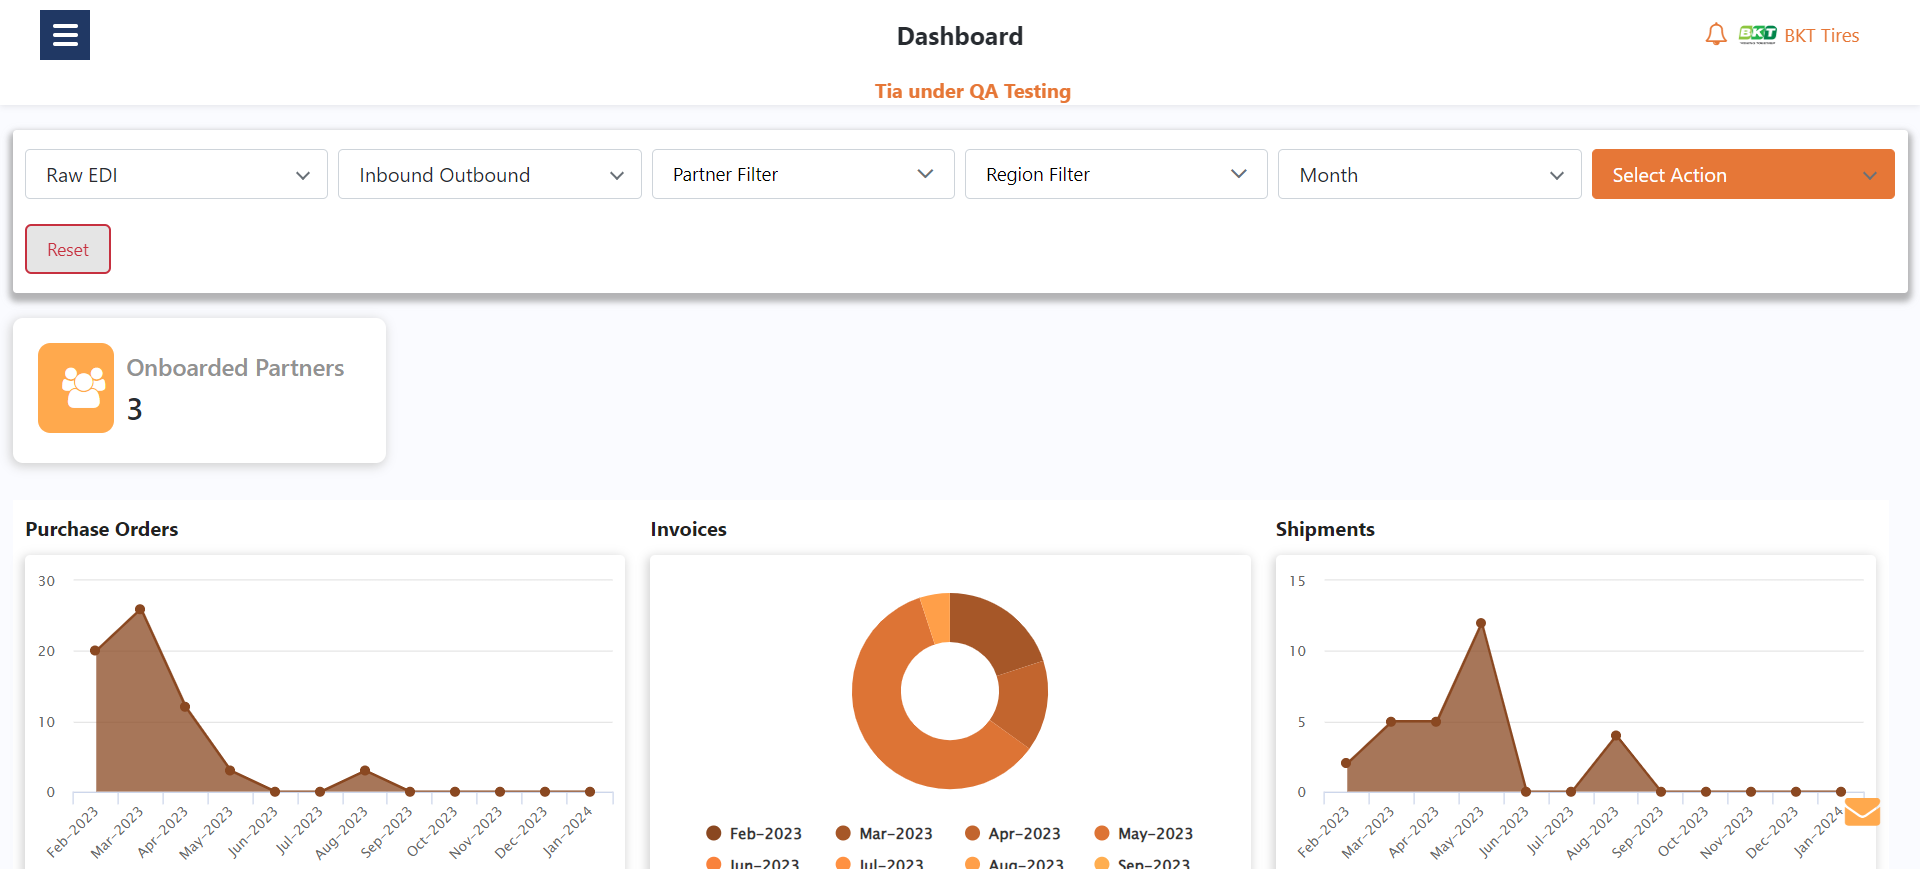 Dashboard
BKT
BKT Tires
Tia under QA Testing
Raw EDI
Inbound Outbound
Partner Filter
Region Filter
Month
Select Action
Reset
Onboarded Partners
3
Purchase Orders
30
20
10
0
Feb-2023
Mar-2023
Apr-2023
May-2023
Jun-2023
Jul-2023
Aug-2023
Sep-2023
Oct-2023
Nov-2023
Dec-2023
Jan-2024
Invoices
Feb-2023
Mar-2023
Apr-2023
May-2023
Jun-2023
Jul-2023
Aug-2023
Sep-2023
Shipments
15
10
5
0
Feb-2023
Mar-2023
Apr-2023
May-2023
Jun-2023
Jul-2023
Aug-2023
Sep-2023
Oct-2023
Nov-2023
Dec-2023
Jan-2024